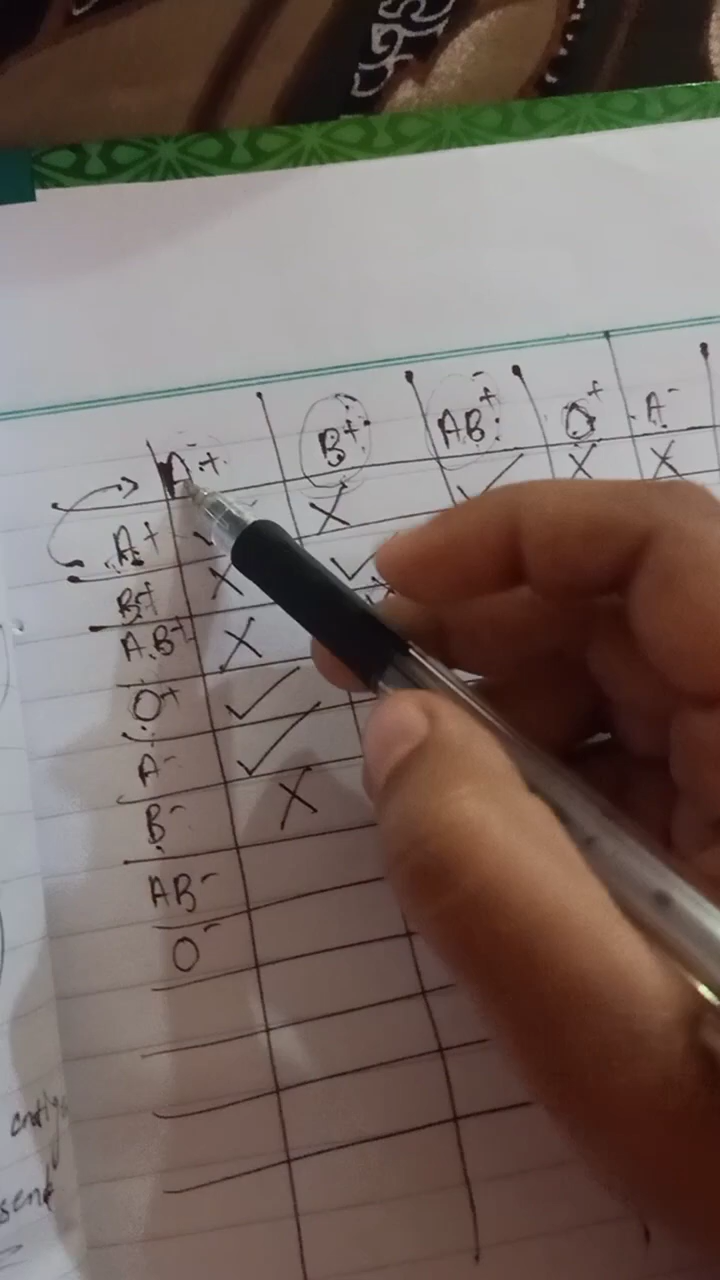 A+ B+ AB+ O+ A-
A+ ✓ X ✓ X X
B+ X ✓
AB+ X
O+ ✓
A- ✓
B- X
AB-
O-